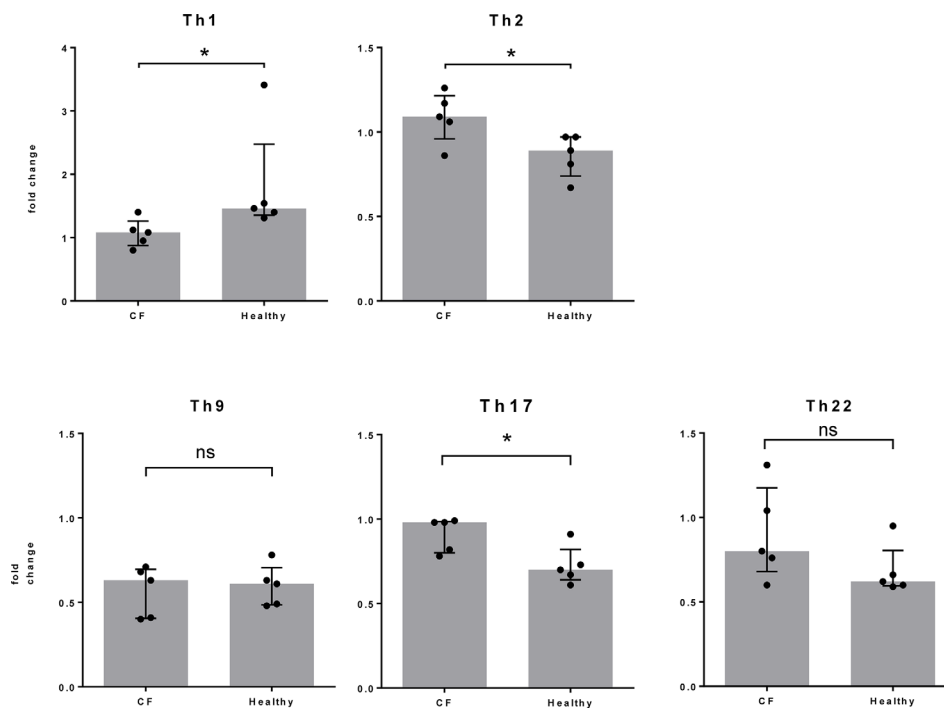 Th1
*
4
3
2
1
0
fold change
CF
Healthy
Th2
*
1.5
1.0
0.5
0.0
CF
Healthy
Th9
ns
1.5
1.0
0.5
0.0
fold
change
CF
Healthy
Th17
*
1.5
1.0
0.5
0.0
CF
Healthy
Th22
ns
1.5
1.0
0.5
0.0
CF
Healthy